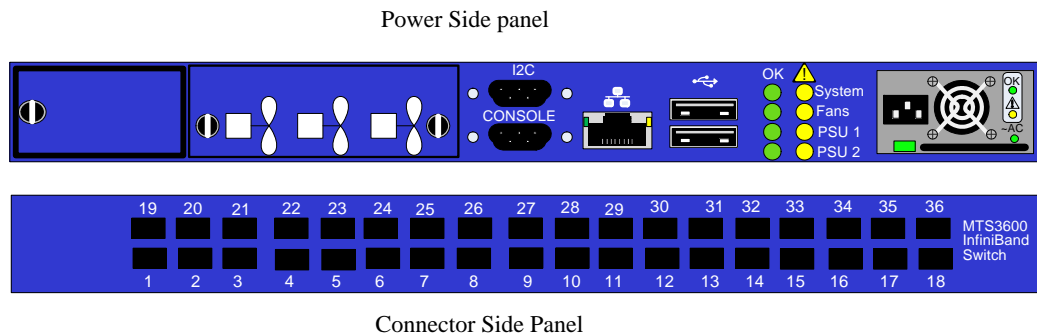 Power Side panel
I2C
CONSOLE
OK
System
Fans
PSU 1
PSU 2
OK
~AC
19 20 21 22 23 24 25 26 27 28 29 30 31 32 33 34 35 36
MTS3600
InfiniBand
Switch
1 2 3 4 5 6 7 8 9 10 11 12 13 14 15 16 17 18
Connector Side Panel